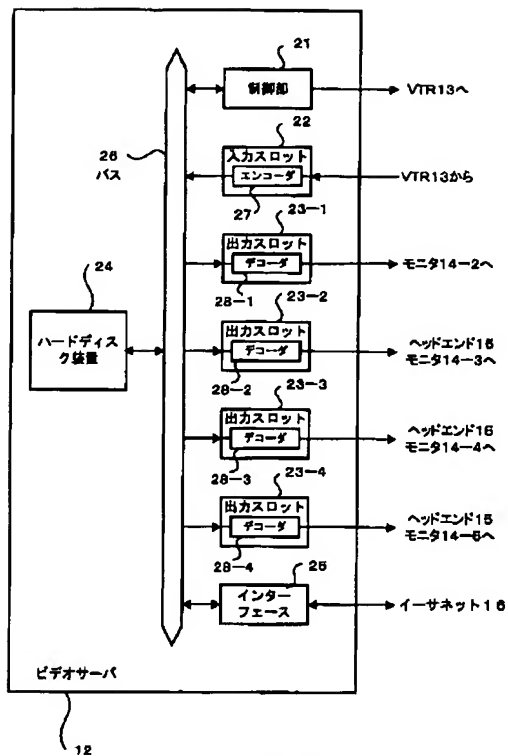 21
制御部
VTR13へ
22
入力スロット
26
バス
エンコーダ
VTR13から
27
23-1
出力スロット
デコーダ
モニタ14-2へ
28-1
24
ハードディス
ク装置
23-2
出力スロット
デコーダ
ヘッドエンド15
モニタ14-3へ
28-2
23-3
出力スロット
デコーダ
ヘッドエンド15
モニタ14-4へ
28-3
23-4
出力スロット
デコーダ
ヘッドエンド15
モニタ14-5へ
28-4
25
インター
フェース
イーサネット16
ビデオサーバ
12